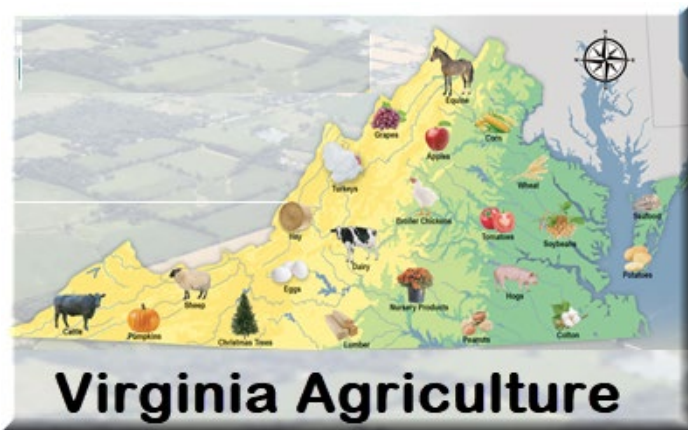 Equine
Grapes
Apples
Corn
Turkeys
Wheat
Broiler Chickens
Seafood
Hay
Dairy
Tomatoes
Soybeans
Potatoes
Eggs
Sheep
Nursery Products
Hogs
Cattle
Pumpkins
Christmas Trees
Lumber
Peanuts
Cotton
Virginia Agriculture